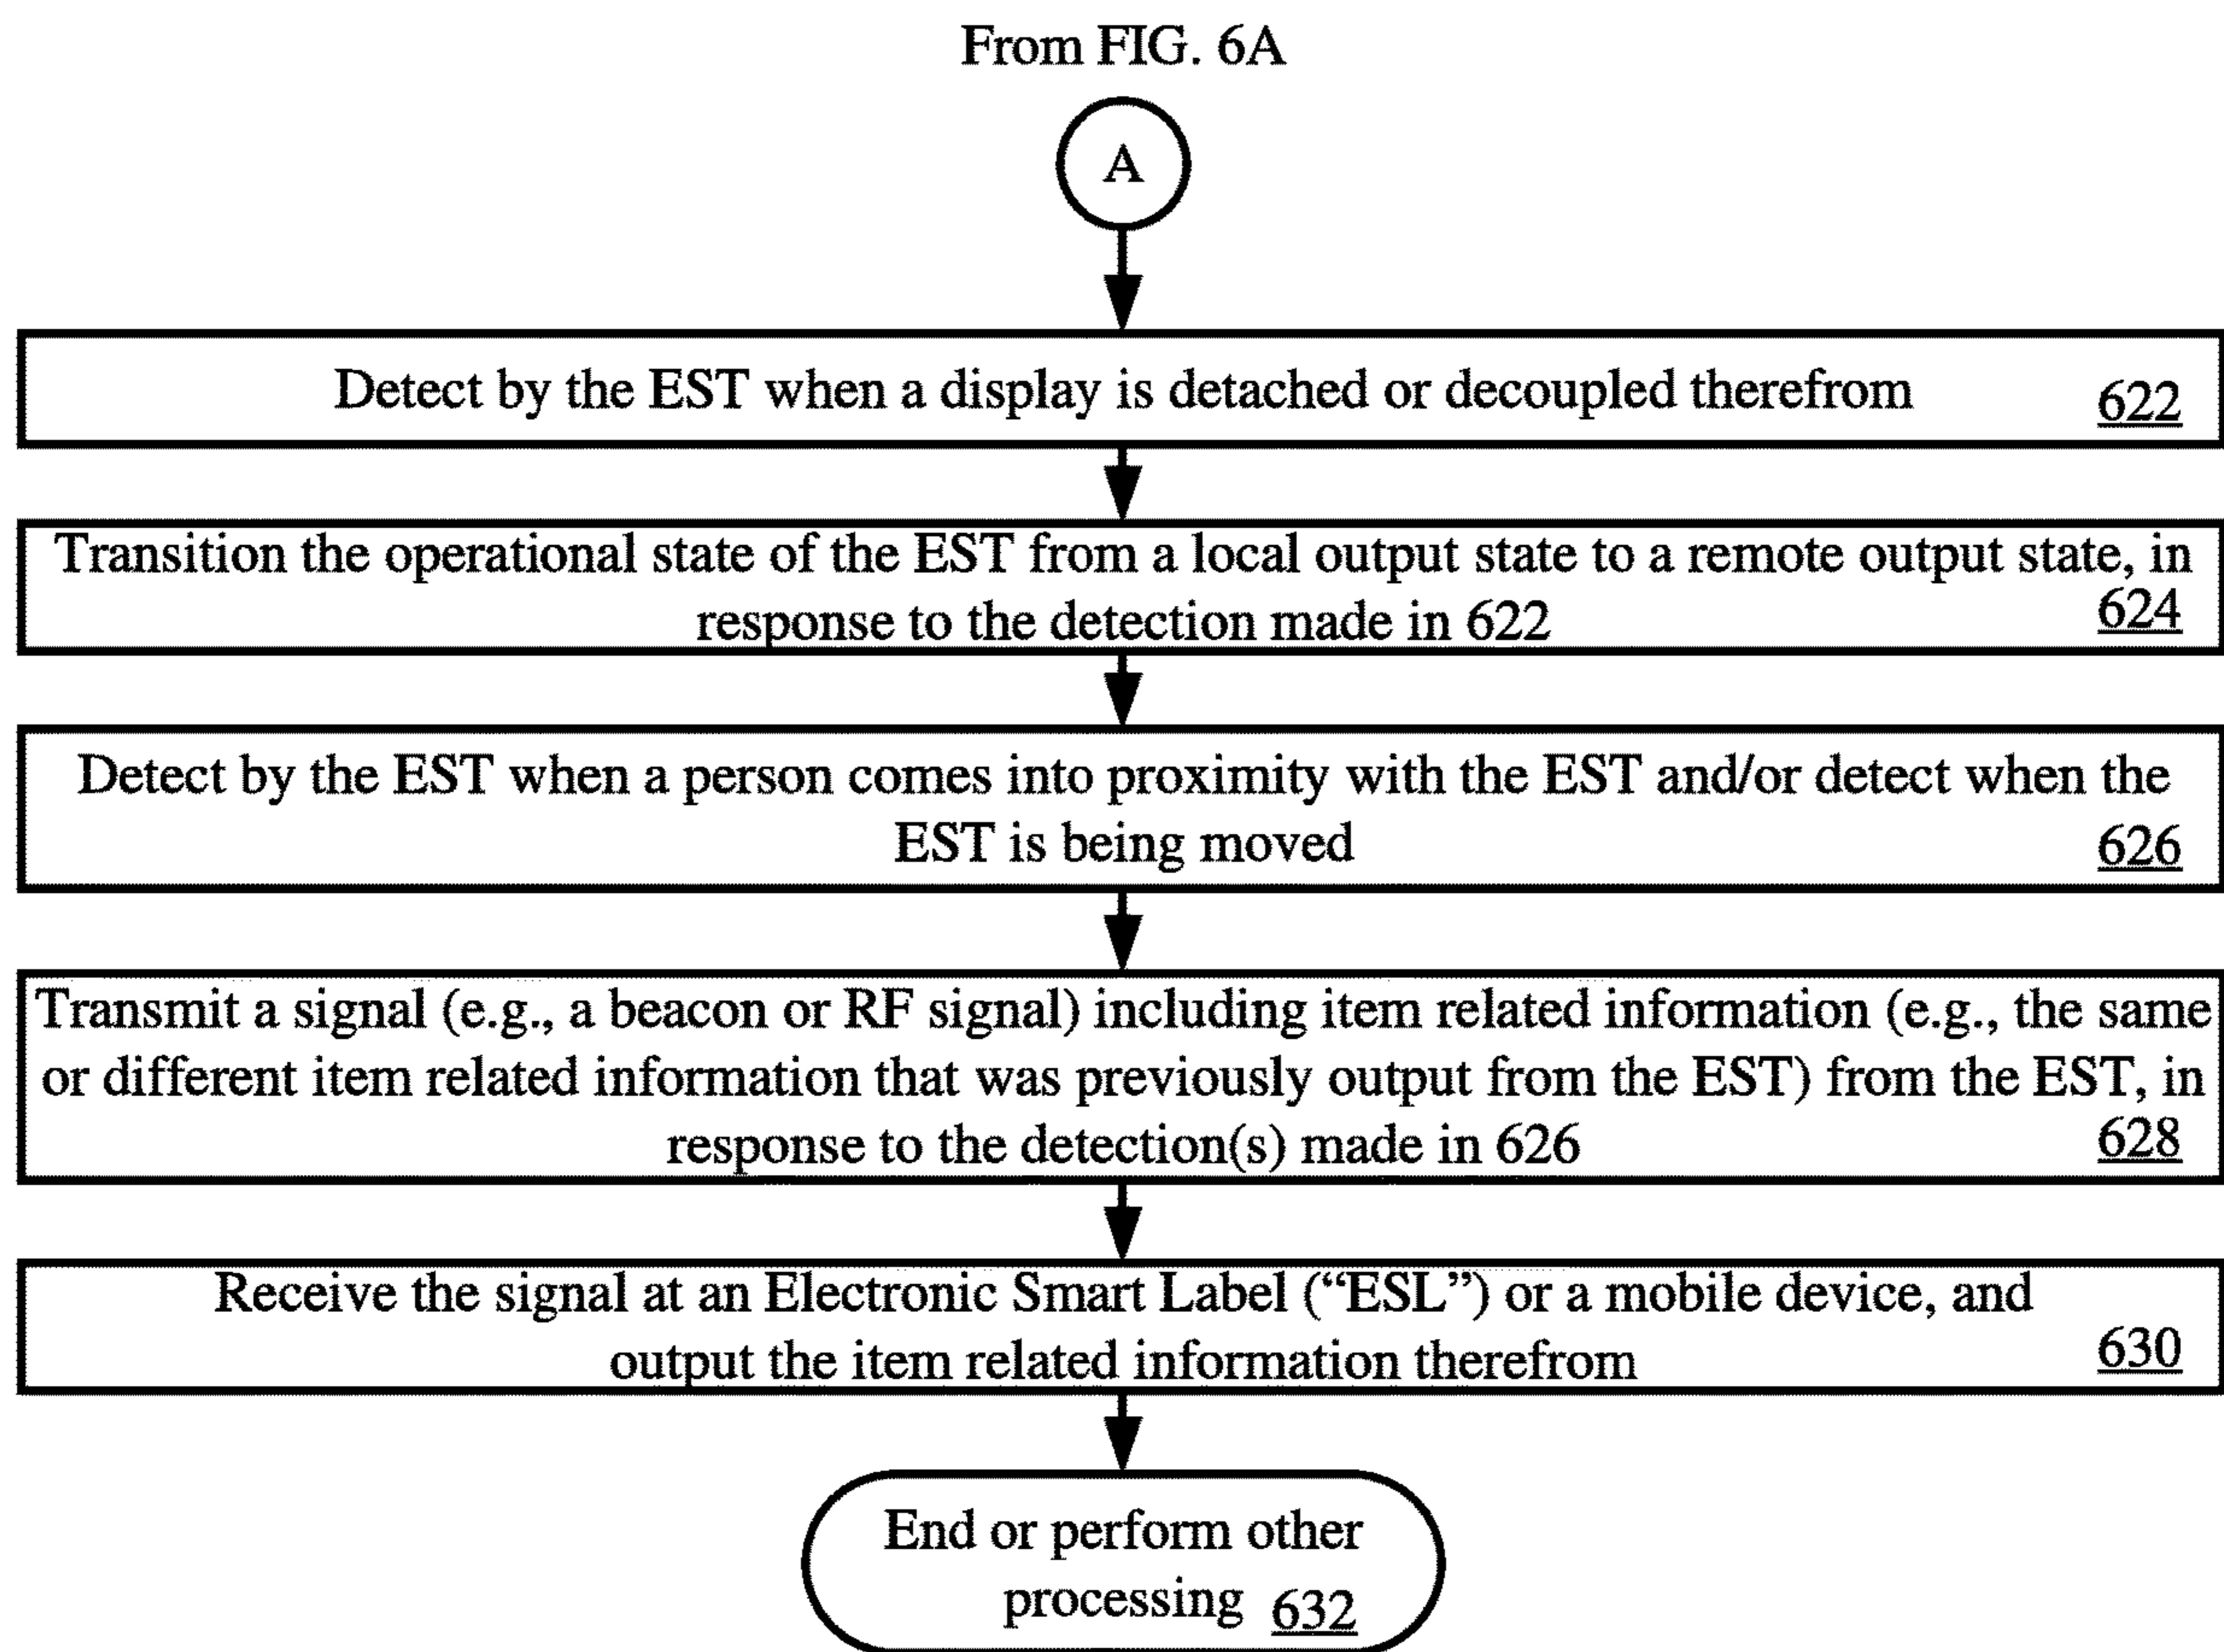 From FIG. 6A
A
Detect by the EST when a display is detached or decoupled therefrom 622
Transition the operational state of the EST from a local output state to a remote output state, in
response to the detection made in 622 624
Detect by the EST when a person comes into proximity with the EST and/or detect when the
EST is being moved 626
Transmit a signal (e.g., a beacon or RF signal) including item related information (e.g., the same
or different item related information that was previously output from the EST) from the EST, in
response to the detection(s) made in 626 628
Receive the signal at an Electronic Smart Label (“ESL”) or a mobile device, and
output the item related information therefrom 630
End or perform other
processing 632